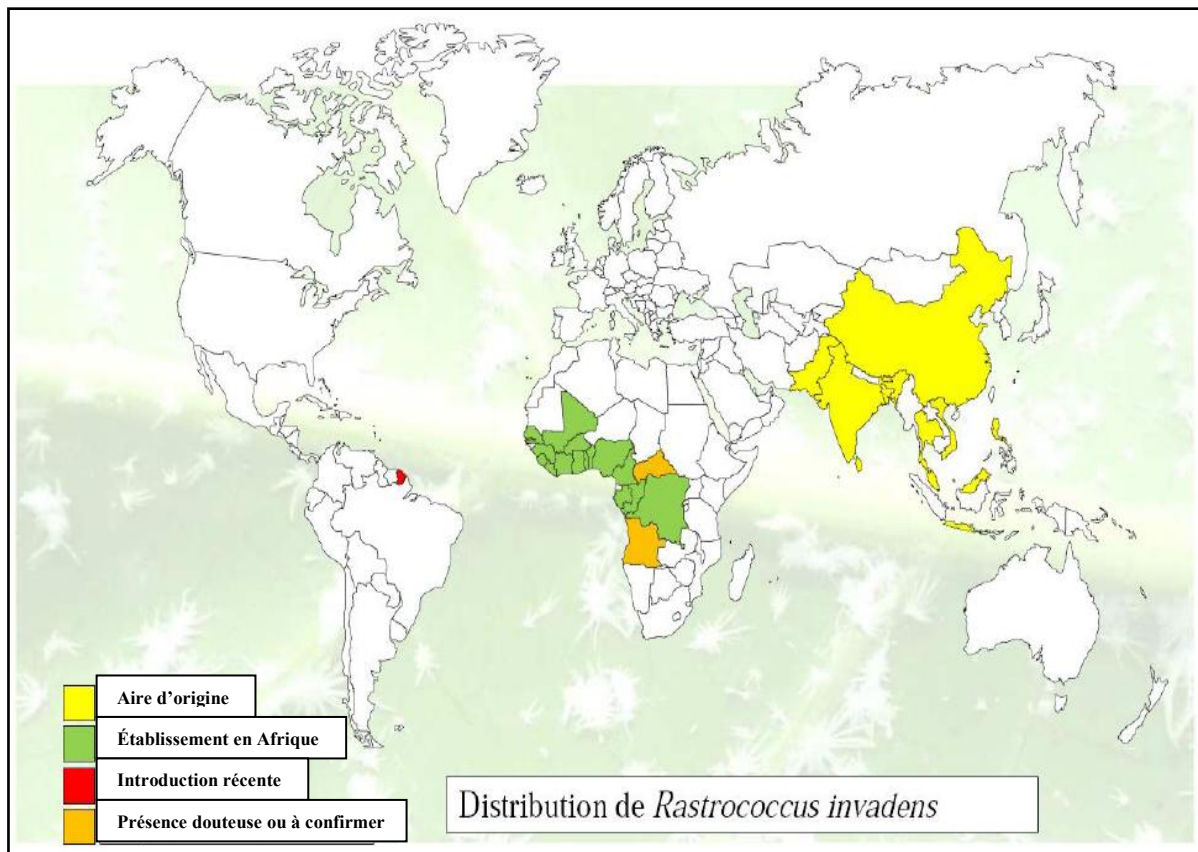 Aire d'origine
Établissement en Afrique
Introduction récente
Présence douteuse ou à confirmer
Distribution de Rastrococcus invadens